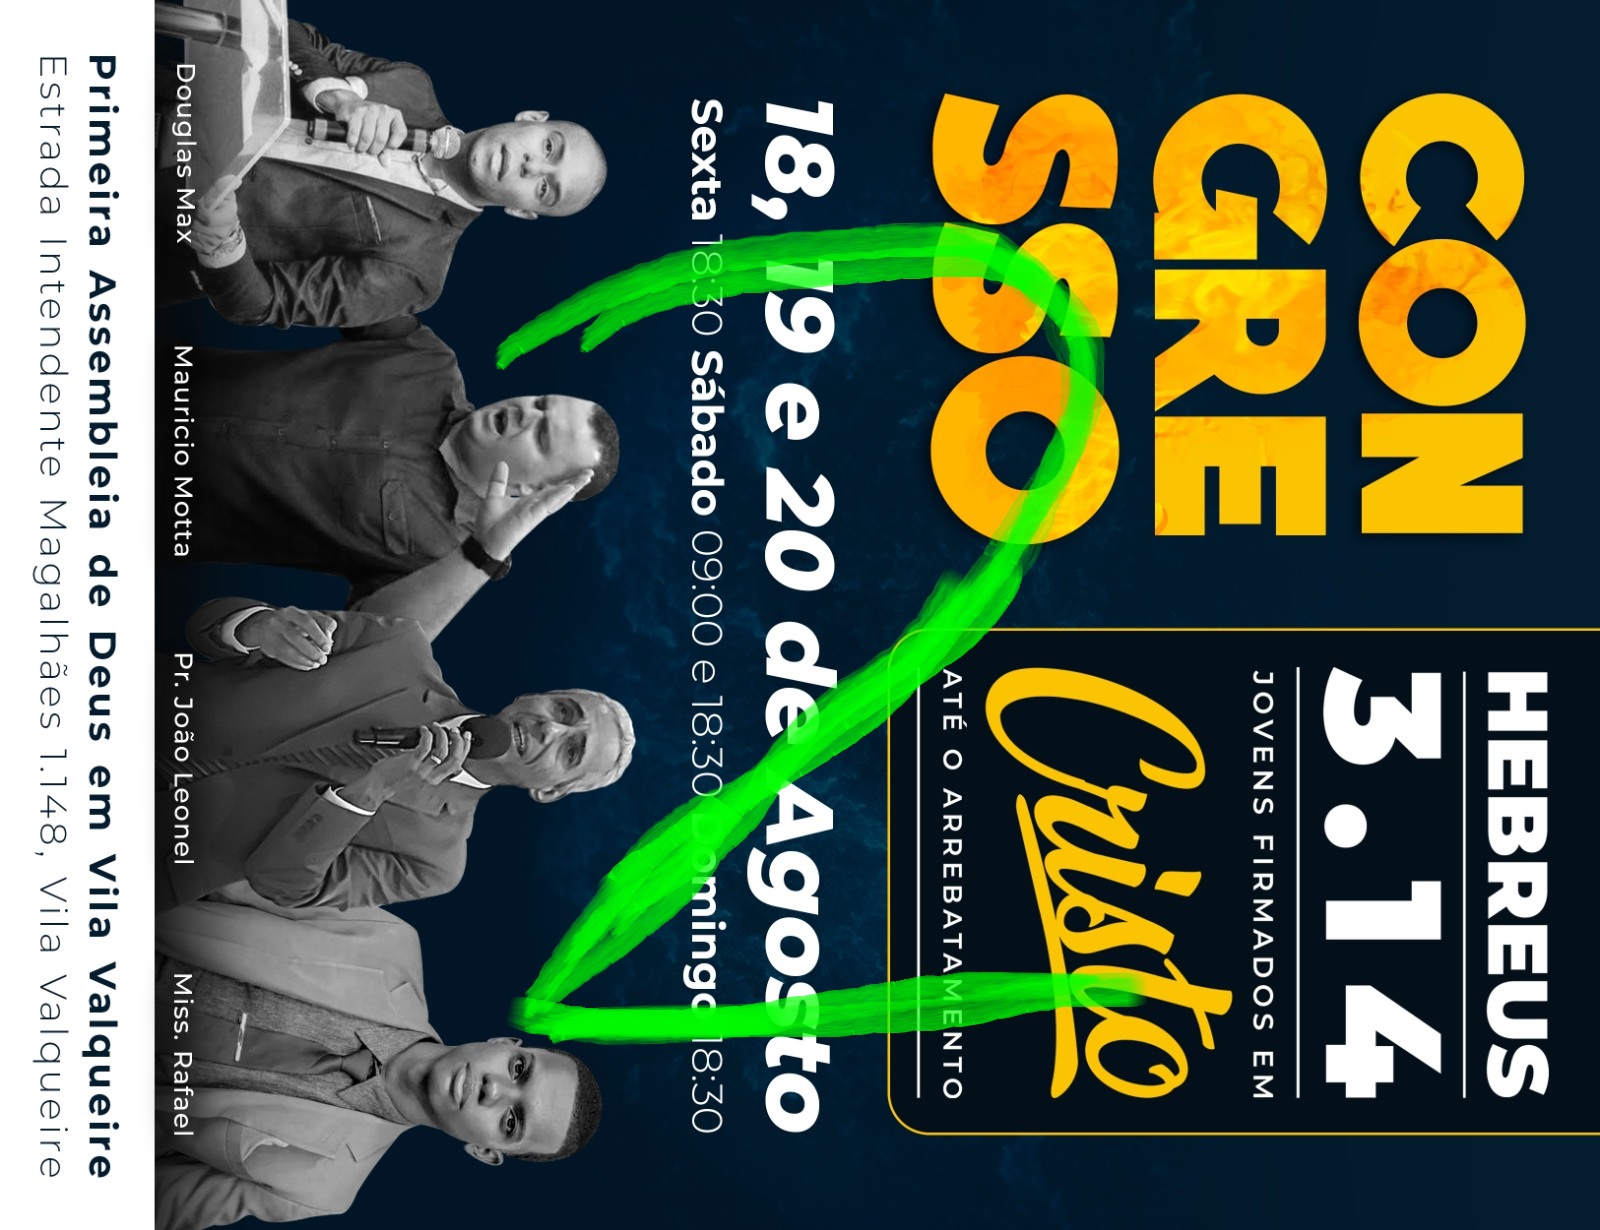 CON
GRE
SSO
HEBREUS
3.14
JOVENS FIRMADOS EM
Cristo
ATÉ O ARREBATAMENTO
18, 19 e 20 de Agosto
Sexta 18:30 Sábado 09:00 e 18:30 Domingo 18:30
Douglas Max
Mauricio Motta
Pr. João Leonel
Miss. Rafael
Primeira Assembleia de Deus em Vila Valqueire
Estrada Intendente Magalhães 1.148, Vila Valqueire
2